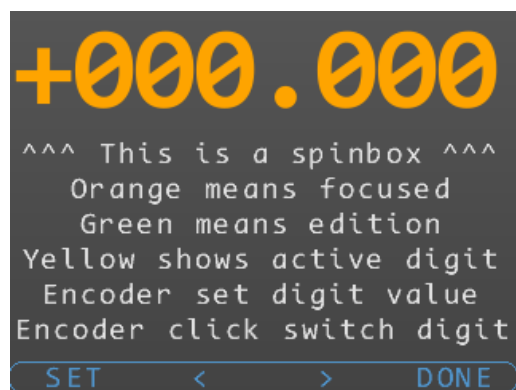 +000.000
^^^ This is a spinbox ^^^
Orange means focused
Green means edition
Yellow shows active digit
Encoder set digit value
Encoder click switch digit
SET < > DONE